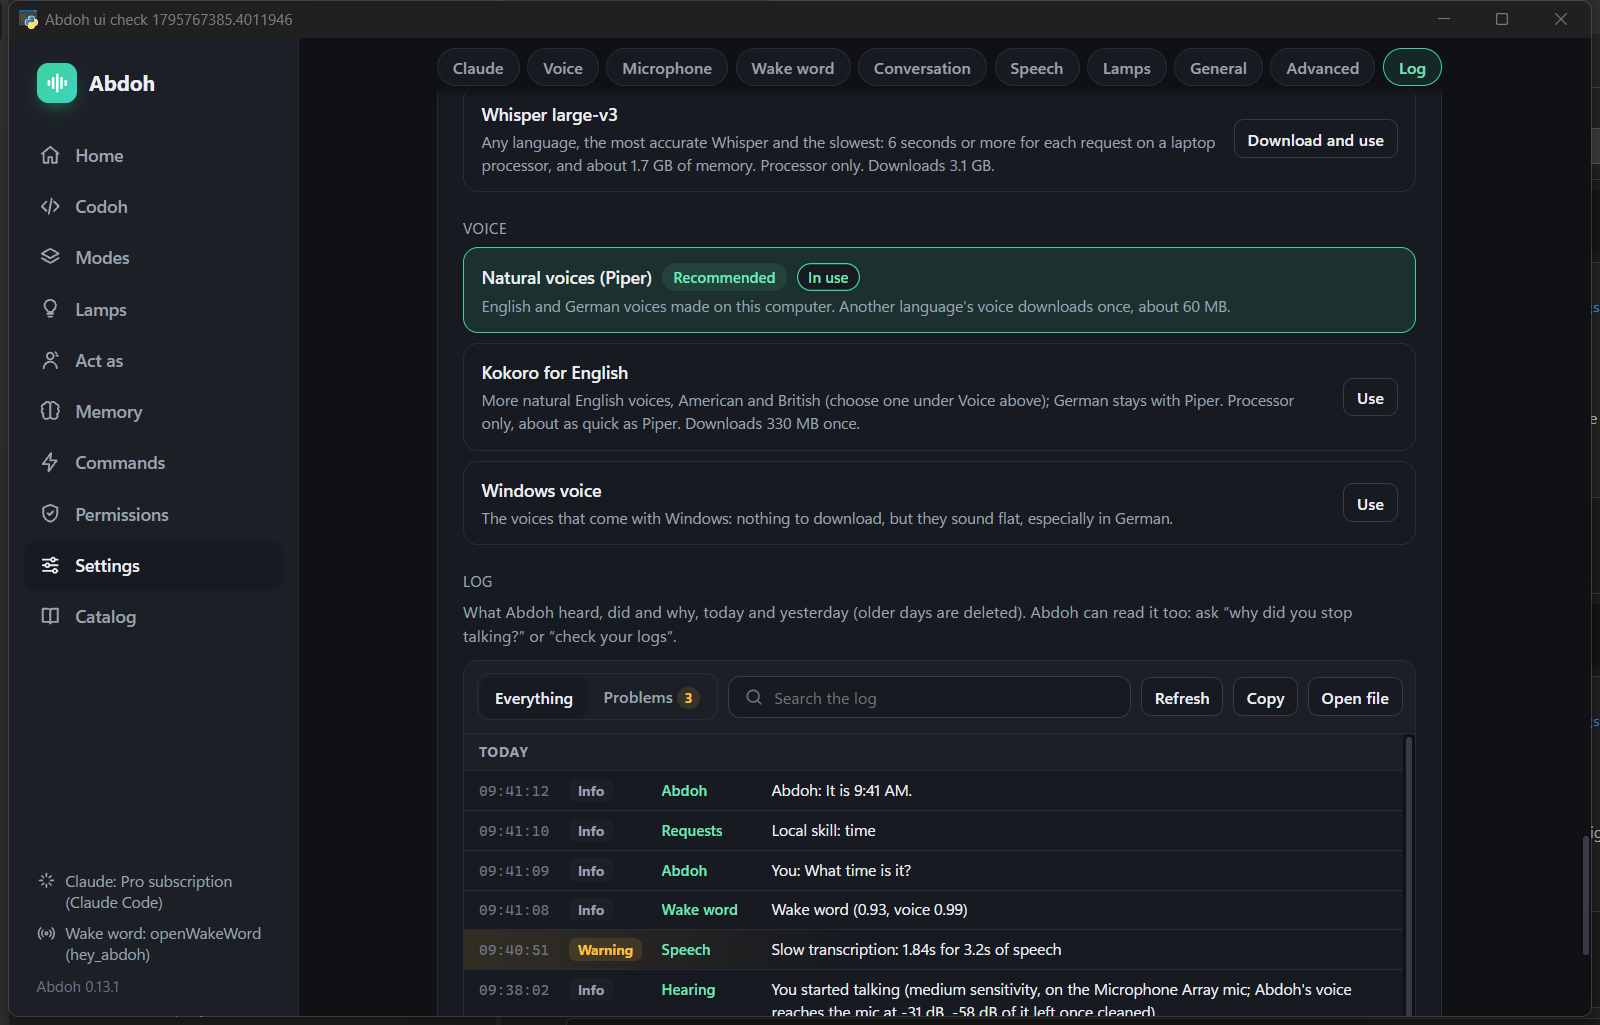 Abdoh ui check 1795767385.4011946
Abdoh
Home
Codoh
Modes
Lamps
Act as
Memory
Commands
Permissions
Settings
Catalog
Claude: Pro subscription
(Claude Code)
Wake word: openWakeWord
(hey_abdoh)
Abdoh 0.13.1
Claude
Voice
Microphone
Wake word
Conversation
Speech
Lamps
General
Advanced
Log
Whisper large-v3
Any language, the most accurate Whisper and the slowest: 6 seconds or more for each request on a laptop
processor, and about 1.7 GB of memory. Processor only. Downloads 3.1 GB.
Download and use
VOICE
Natural voices (Piper) Recommended In use
English and German voices made on this computer. Another language's voice downloads once, about 60 MB.
Kokoro for English
More natural English voices, American and British (choose one under Voice above); German stays with Piper. Processor
only, about as quick as Piper. Downloads 330 MB once.
Use
Windows voice
The voices that come with Windows: nothing to download, but they sound flat, especially in German.
Use
LOG
What Abdoh heard, did and why, today and yesterday (older days are deleted). Abdoh can read it too: ask “why did you stop
talking?” or “check your logs”.
Everything Problems 3 Search the log Refresh Copy Open file
TODAY
09:41:12 Info Abdoh Abdoh: It is 9:41 AM.
09:41:10 Info Requests Local skill: time
09:41:09 Info Abdoh You: What time is it?
09:41:08 Info Wake word Wake word (0.93, voice 0.99)
09:40:51 Warning Speech Slow transcription: 1.84s for 3.2s of speech
09:38:02 Info Hearing You started talking (medium sensitivity, on the Microphone Array mic; Abdoh's voice
reaches the mic at -31 dB, -58 dB of it left once cleaned)